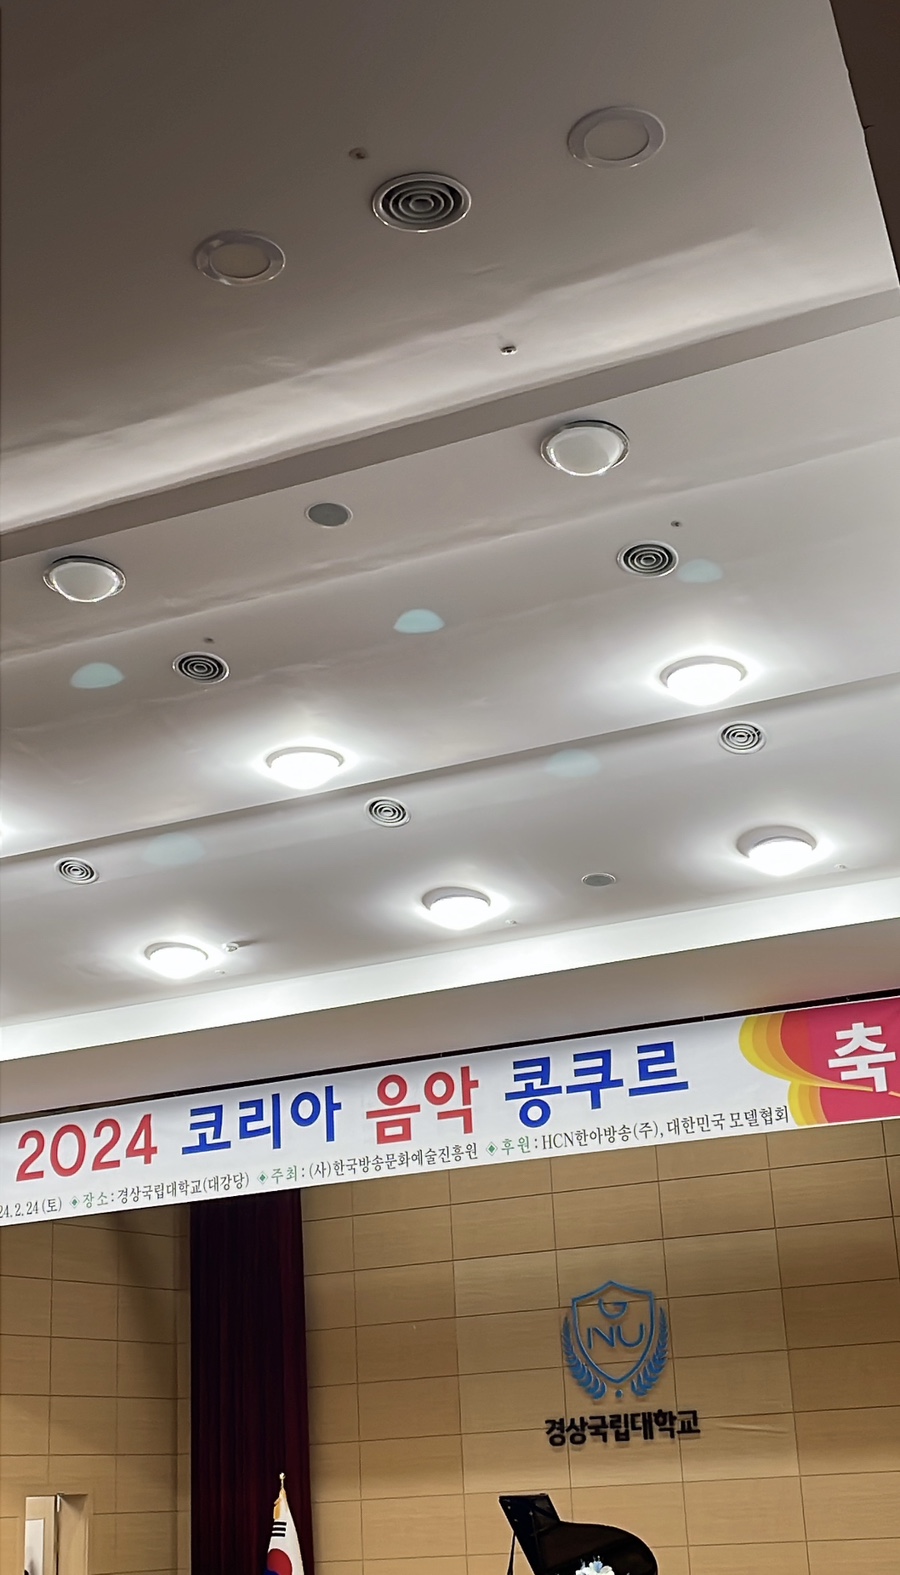 2024 코리아 음악 콩쿠르
축
24.2.24(토) ◈장소:경상국립대학교(대강당) ◈주최:(사)한국방송문화예술진흥원 ◈후원:HCN한아방송(주), 대한민국 모델협회
GNU
경상국립대학교